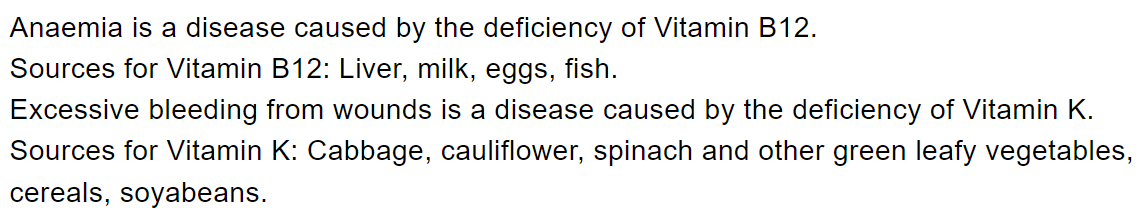 Anaemia is a disease caused by the deficiency of Vitamin B12.
Sources for Vitamin B12: Liver, milk, eggs, fish.
Excessive bleeding from wounds is a disease caused by the deficiency of Vitamin K.
Sources for Vitamin K: Cabbage, cauliflower, spinach and other green leafy vegetables,
cereals, soyabeans.